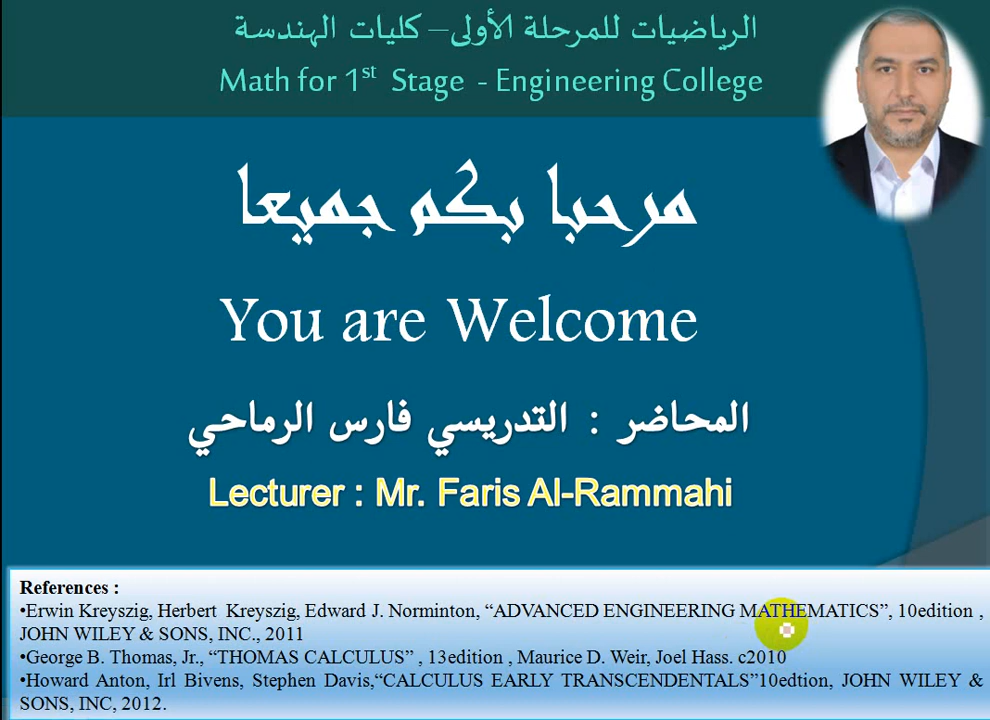 الرياضيات للمرحلة الأولى – كليات الهندسة
Math for 1st Stage - Engineering College
مرحبا بكم جميعا
You are Welcome
المحاضر : التدريسي فارس الرماحي
Lecturer : Mr. Faris Al-Rammahi
References :
•Erwin Kreyszig, Herbert Kreyszig, Edward J. Norminton, “ADVANCED ENGINEERING MATHEMATICS”, 10edition ,
JOHN WILEY & SONS, INC., 2011
•George B. Thomas, Jr., “THOMAS CALCULUS” , 13edition , Maurice D. Weir, Joel Hass. c2010
•Howard Anton, Irl Bivens, Stephen Davis,“CALCULUS EARLY TRANSCENDENTALS”10edtion, JOHN WILEY &
SONS, INC, 2012.